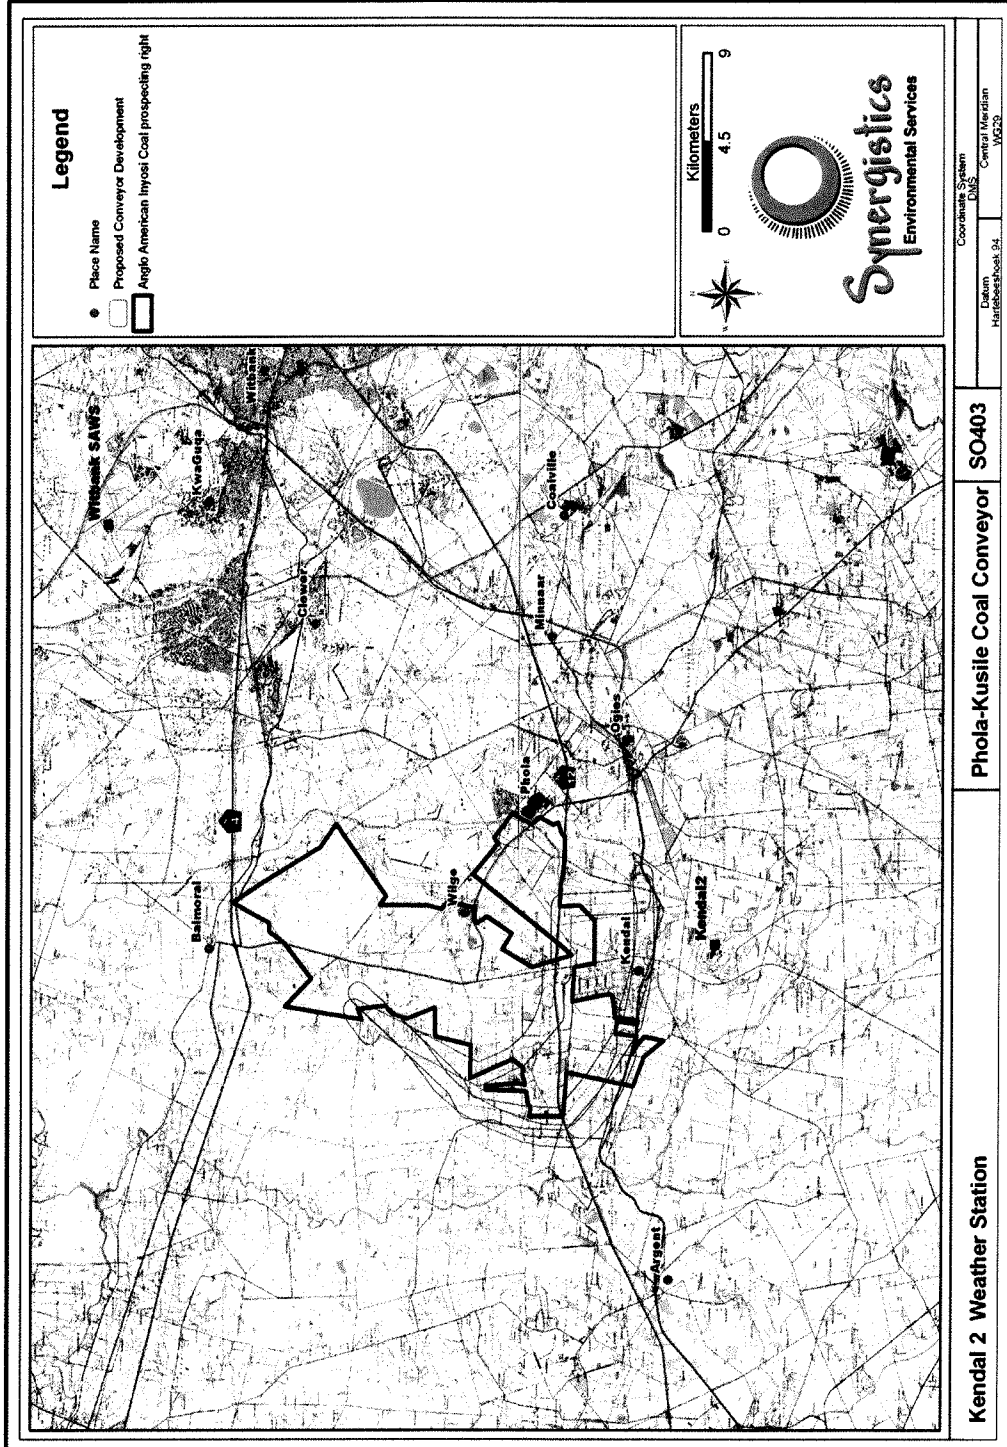 Legend
Place Name
Proposed Conveyor Development
Anglo American Inyosi Coal prospecting right
Kilometers
0 4.5 9
N
W E
Synergistics
Environmental Services
Witbank SAWS
KwaGuqa
Witbank
Balmoral
Clewer
Wilge
Phola
Minnaar
Coalville
Ogies
Kendal
Kendal2
Argent
Kendal 2 Weather Station
Phola-Kusile Coal Conveyor
SO403
Coordinate System
DMS
Datum
Hartebeeshoek 94
Central Meridian
WG29